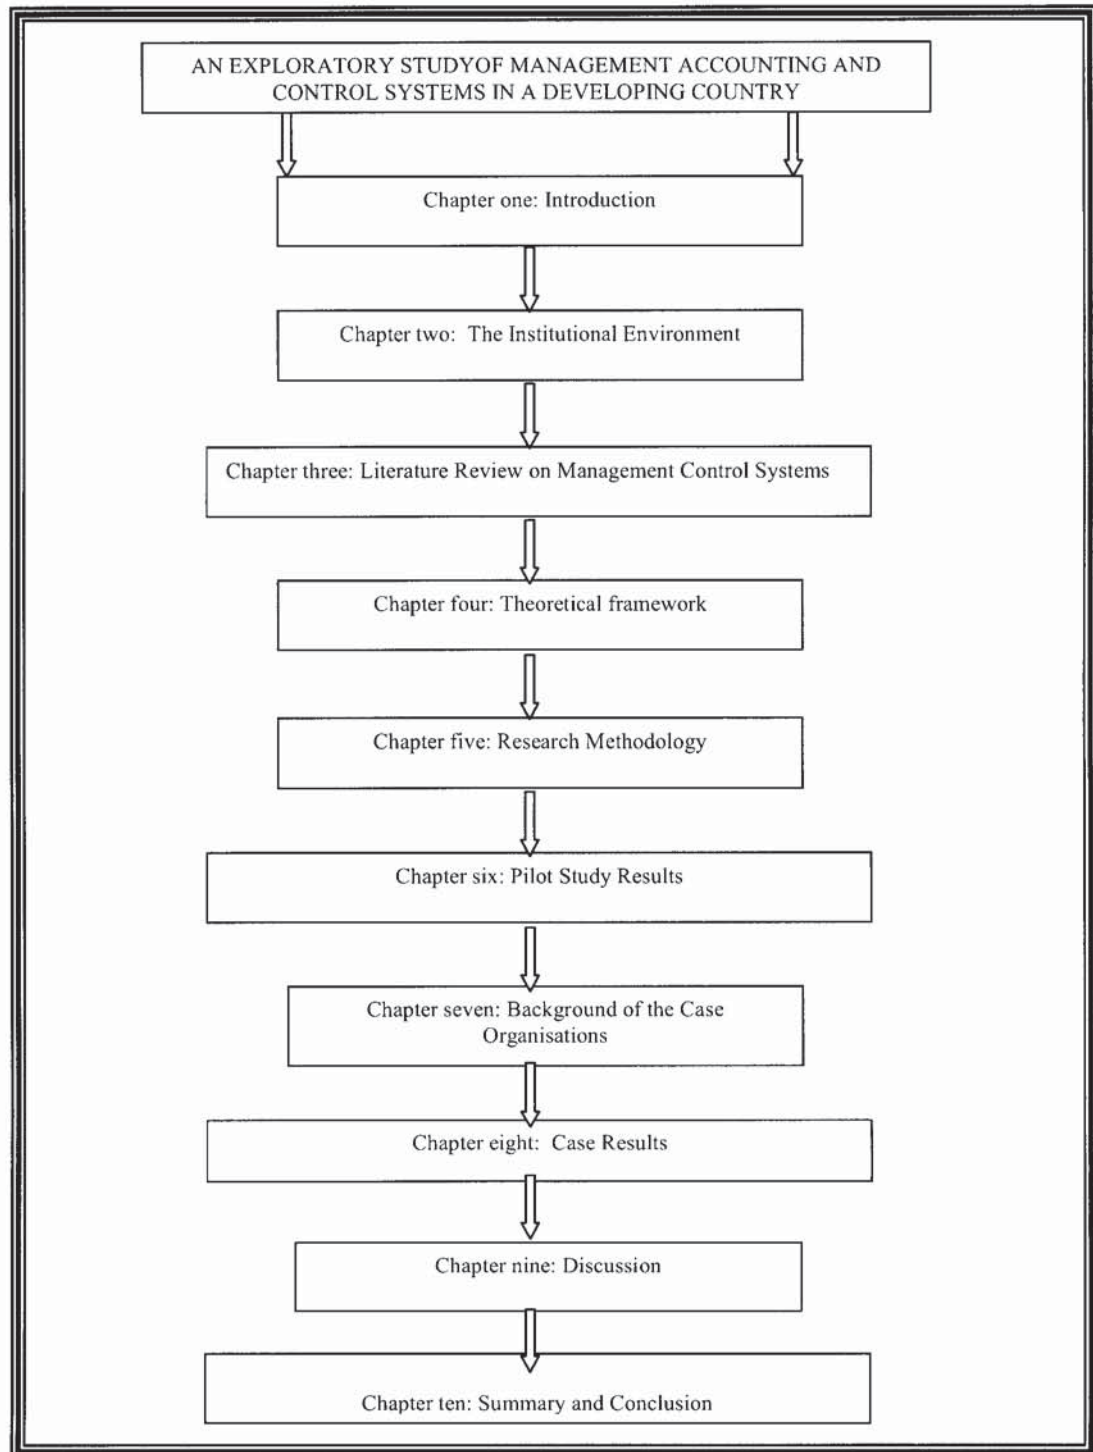 AN EXPLORATORY STUDYOF MANAGEMENT ACCOUNTING AND
CONTROL SYSTEMS IN A DEVELOPING COUNTRY
Chapter one: Introduction
Chapter two: The Institutional Environment
Chapter three: Literature Review on Management Control Systems
Chapter four: Theoretical framework
Chapter five: Research Methodology
Chapter six: Pilot Study Results
Chapter seven: Background of the Case
Organisations
Chapter eight: Case Results
Chapter nine: Discussion
Chapter ten: Summary and Conclusion